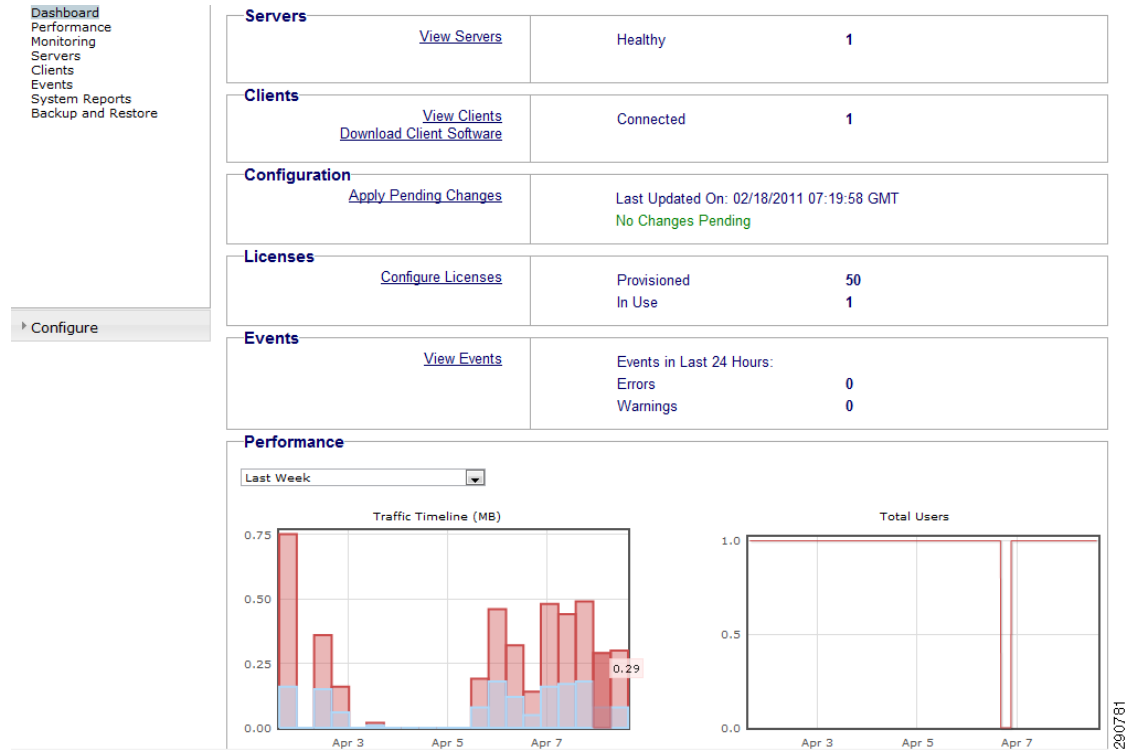 Dashboard
Performance
Monitoring
Servers
Clients
Events
System Reports
Backup and Restore
Configure
Servers
View Servers
Healthy 1
Clients
View Clients
Download Client Software
Connected 1
Configuration
Apply Pending Changes
Last Updated On: 02/18/2011 07:19:58 GMT
No Changes Pending
Licenses
Configure Licenses
Provisioned 50
In Use 1
Events
View Events
Events in Last 24 Hours:
Errors 0
Warnings 0
Performance
Last Week
Traffic Timeline (MB)
0.75
0.50
0.25
0.00
0.29
Apr 3 Apr 5 Apr 7
Total Users
1.0
0.5
0.0
Apr 3 Apr 5 Apr 7
290781